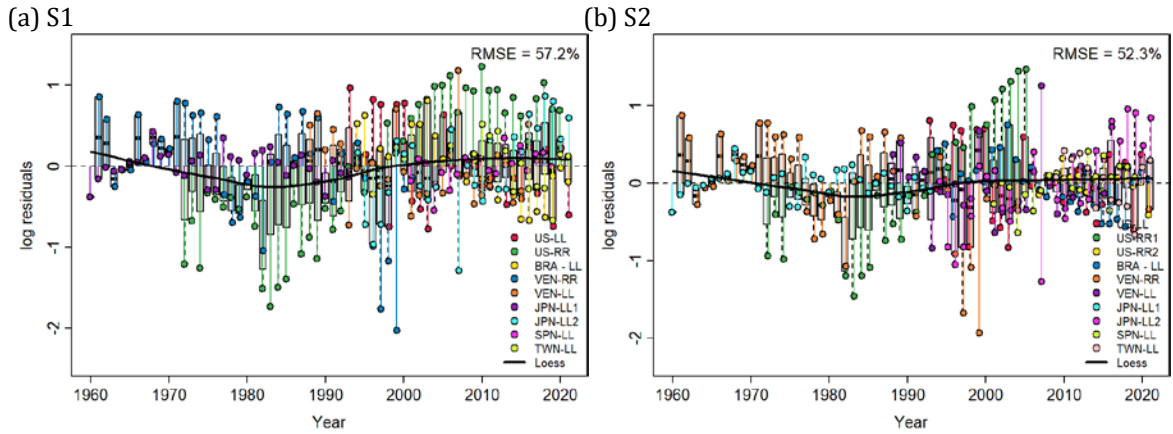 (a) S1
RMSE = 57.2%
log residuals
1
0
-1
-2
US-LL
US-RR
BRA - LL
VEN-RR
VEN-LL
JPN-LL1
JPN-LL2
SPN-LL
TWN-LL
Loess
1960 1970 1980 1990 2000 2010 2020
Year
(b) S2
RMSE = 52.3%
log residuals
1
0
-1
-2
US-RR1
US-RR2
BRA - LL
VEN-RR
VEN-LL
JPN-LL1
JPN-LL2
SPN-LL
TWN-LL
Loess
1960 1970 1980 1990 2000 2010 2020
Year